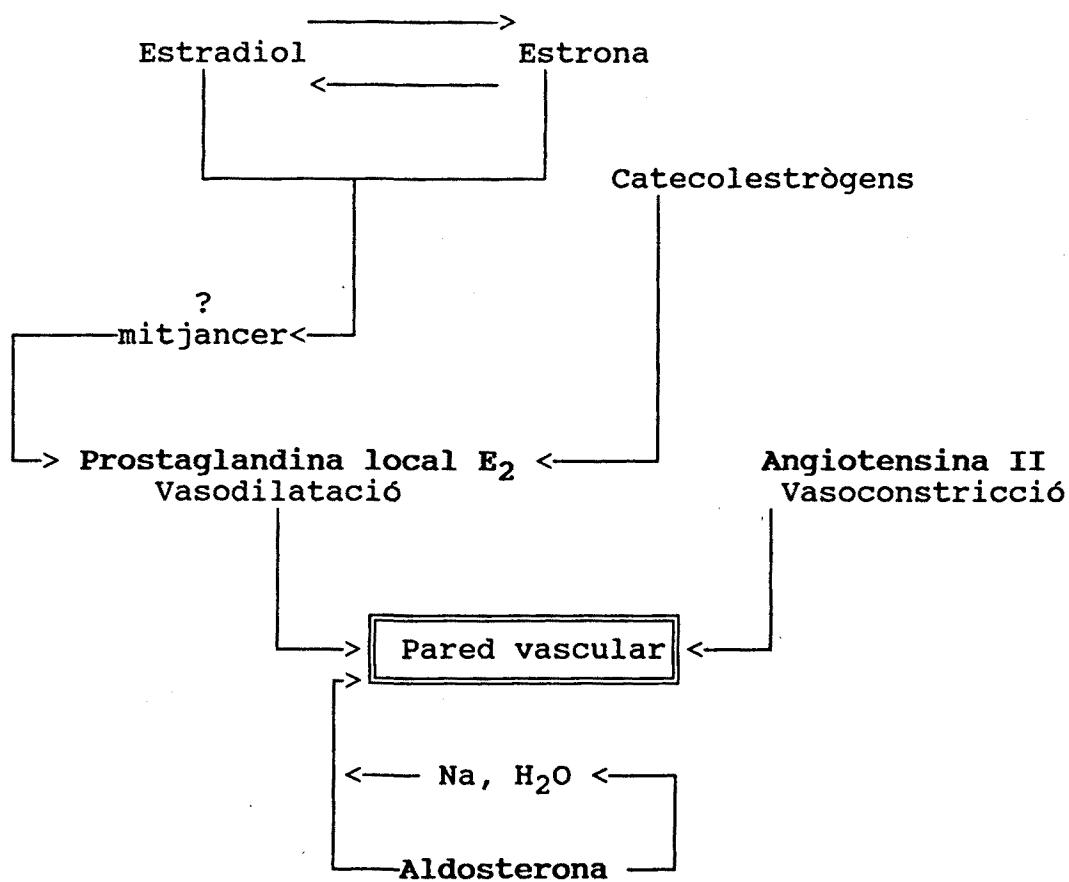 Estradiol Estrona
Catecolestrògens
?
mitjancer
Prostaglandina local E2 Angiotensina II
Vasodilatació Vasoconstricció
Pared vascular
Na, H2O
Aldosterona